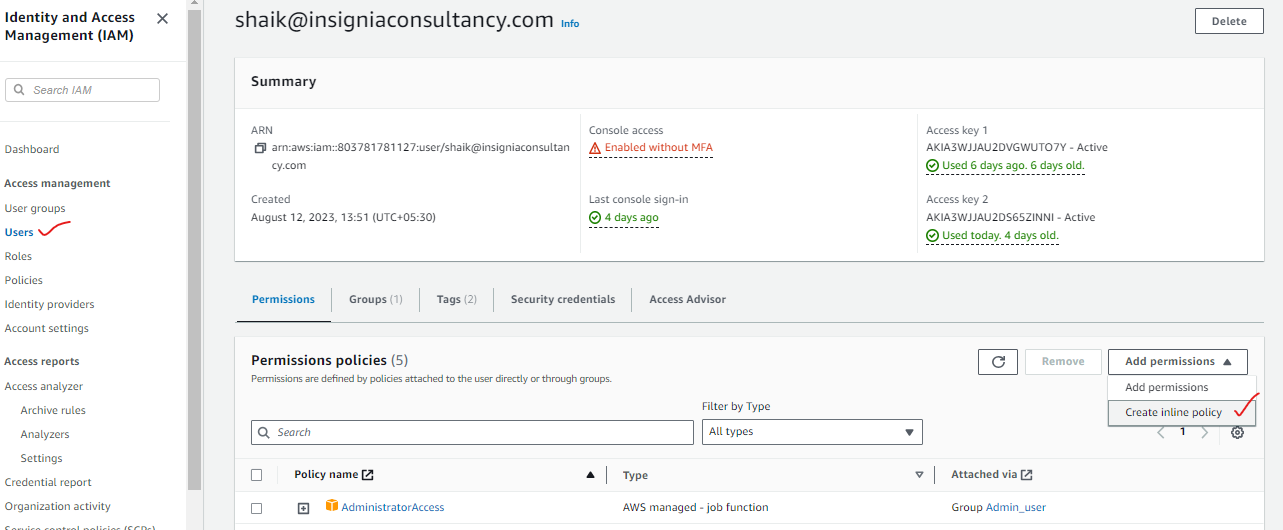 Identity and Access
Management (IAM)
Search IAM
Dashboard
Access management
User groups
Users
Roles
Policies
Identity providers
Account settings
Access reports
Access analyzer
Archive rules
Analyzers
Settings
Credential report
Organization activity
Service control policies (SCPs)
shaik@insigniaconsultancy.com Info
Delete
Summary
ARN
arn:aws:iam::803781781127:user/shaik@insigniaconsultan
cy.com
Created
August 12, 2023, 13:51 (UTC+05:30)
Console access
Enabled without MFA
Last console sign-in
4 days ago
Access key 1
AKIA3WJJAU2DVGWUTO7Y - Active
Used 6 days ago. 6 days old.
Access key 2
AKIA3WJJAU2DS65ZINNI - Active
Used today. 4 days old.
Permissions Groups (1) Tags (2) Security credentials Access Advisor
Permissions policies (5)
Permissions are defined by policies attached to the user directly or through groups.
Remove
Add permissions
Add permissions
Create inline policy
Search
Filter by Type
All types
1
Policy name Type Attached via
AdministratorAccess AWS managed - job function Group Admin_user